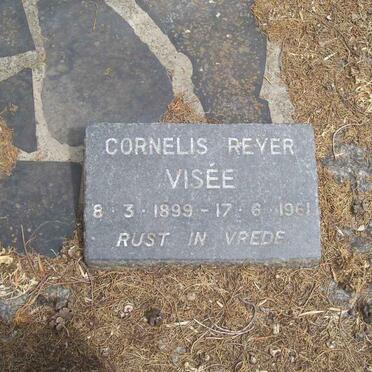 CORNELIS REYER
VISÉE
8 · 3 · 1899 - 17 · 6 · 1961
RUST IN VREDE